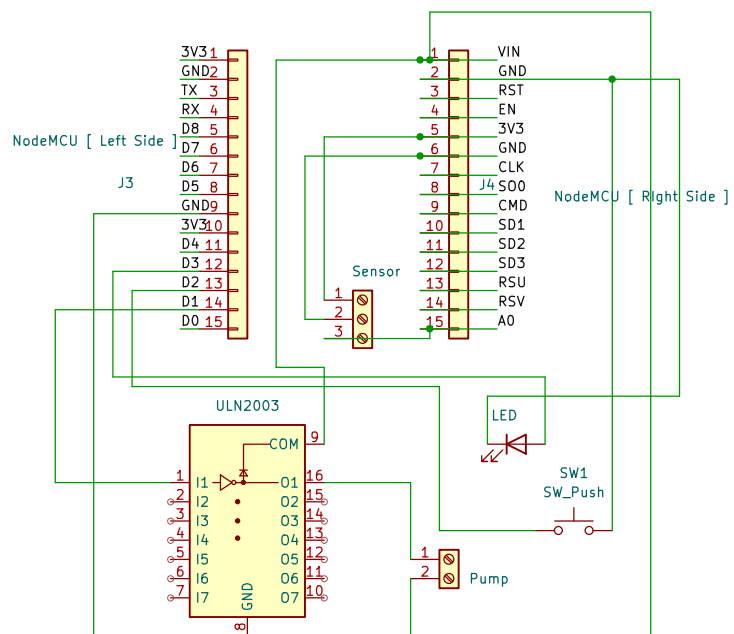 3V3 1
GND 2
TX 3
RX 4
D8 5
D7 6
D6 7
D5 8
GND 9
3V3 10
D4 11
D3 12
D2 13
D1 14
D0 15
NodeMCU [ Left Side ]
J3
1 VIN
2 GND
3 RST
4 EN
5 3V3
6 GND
7 CLK
8 SO0
9 CMD
10 SD1
11 SD2
12 SD3
13 RSU
14 RSV
15 A0
J4
NodeMCU [ RIght Side ]
Sensor
1
2
3
ULN2003
COM 9
1 I1 O1 16
2 I2 O2 15
3 I3 O3 14
4 I4 O4 13
5 I5 O5 12
6 I6 O6 11
7 I7 O7 10
GND
8
LED
SW1
SW_Push
1
2
Pump